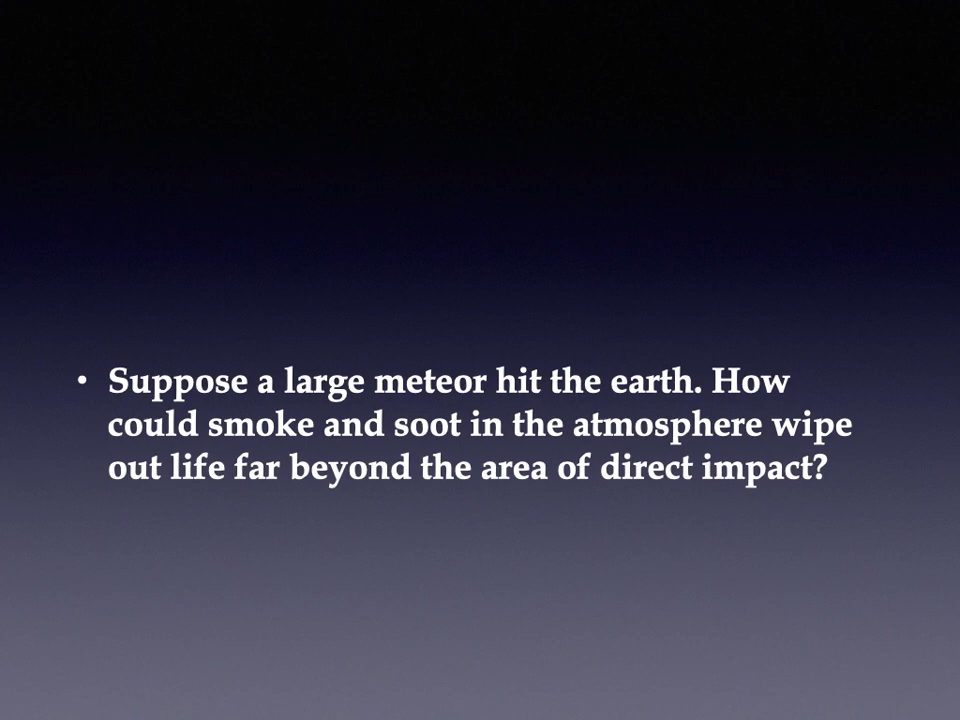 • Suppose a large meteor hit the earth. How
could smoke and soot in the atmosphere wipe
out life far beyond the area of direct impact?